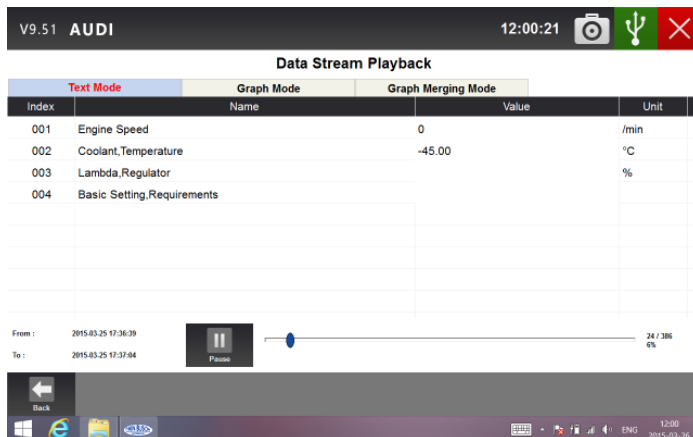 V9.51 AUDI 12:00:21
Data Stream Playback
Text Mode Graph Mode Graph Merging Mode
Index Name Value Unit
001 Engine Speed 0 /min
002 Coolant,Temperature -45.00 °C
003 Lambda,Regulator %
004 Basic Setting,Requirements
From : 2015-03-25 17:36:39
To : 2015-03-25 17:37:04
Pause
24 / 386
6%
Back
ENG 12:00
2015-03-26